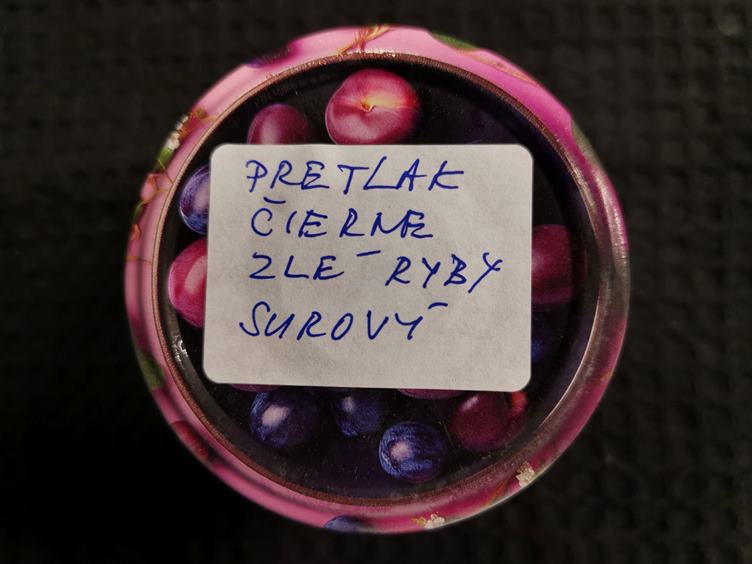 PRETLAK
ČIERNE
ZLÉ RYBY
SUROVÝ